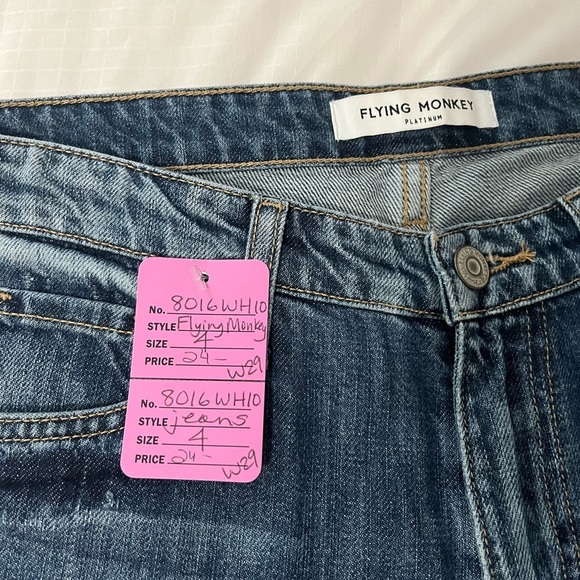 FLYING MONKEY
PLATINUM
No. 8016WH10
STYLE Flying Monkey
SIZE 4
PRICE 24-
W29
No. 8016WH10
STYLE jeans
SIZE 4
PRICE 24-
W29